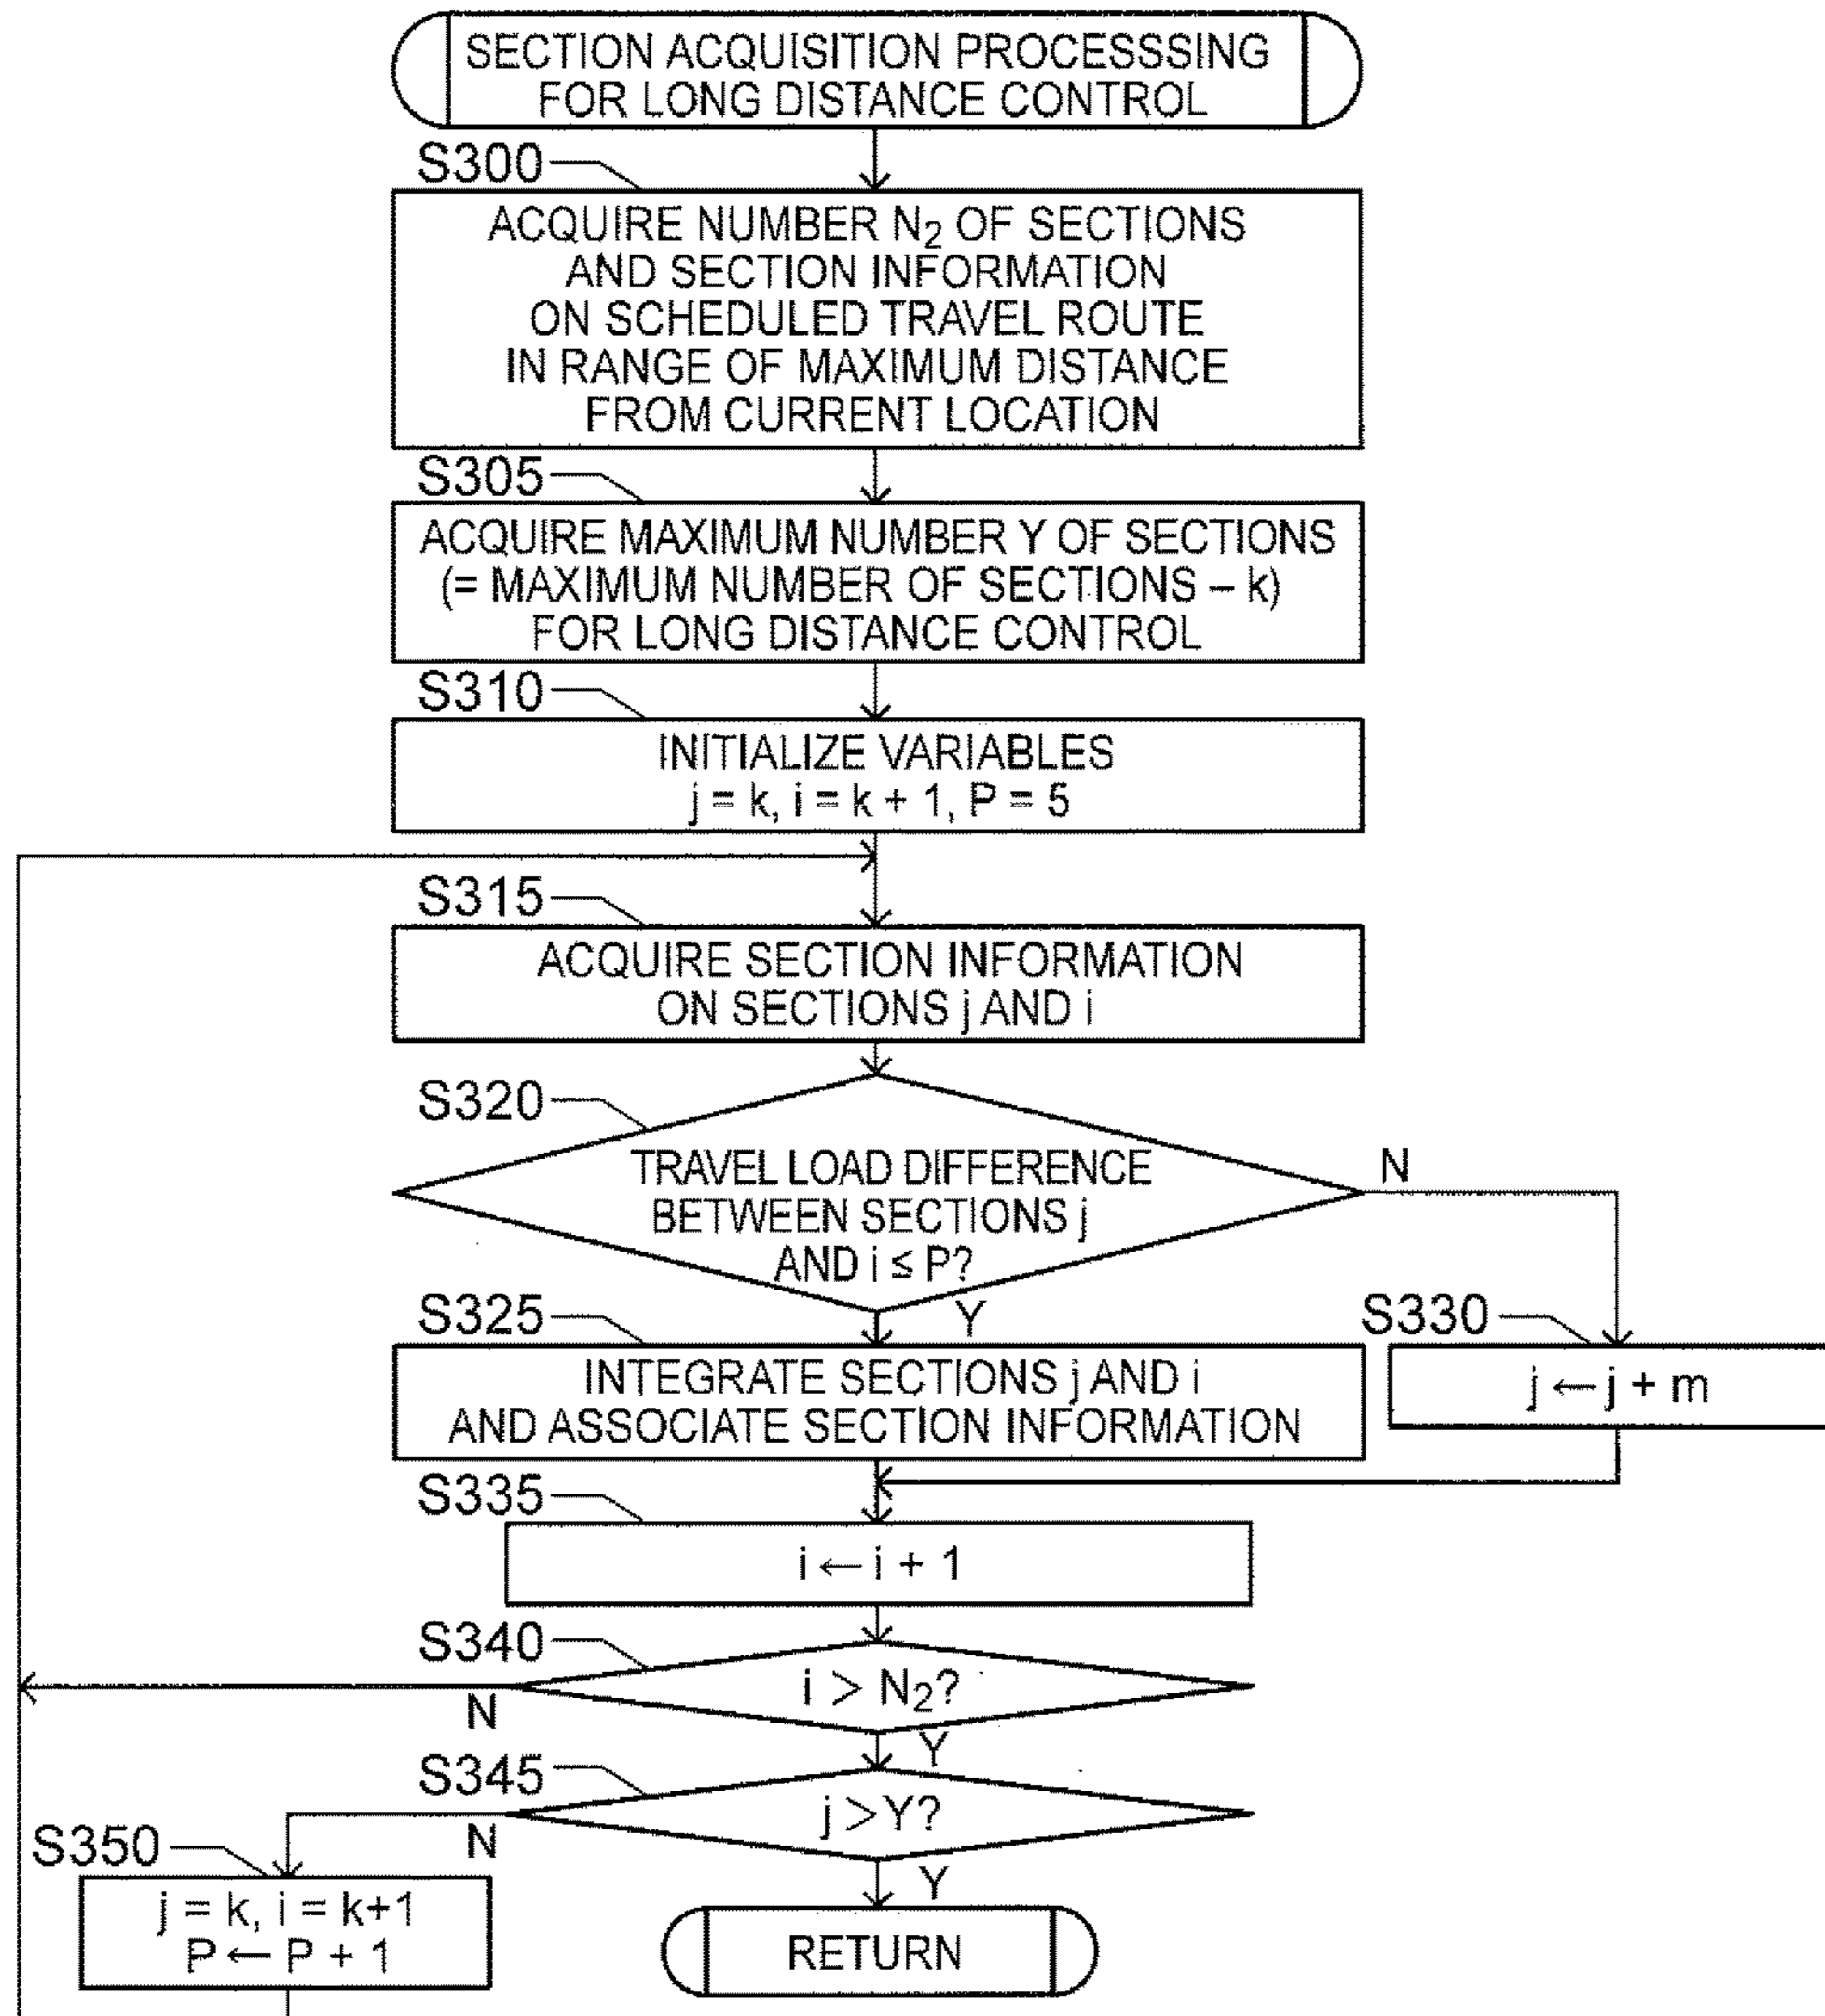 SECTION ACQUISITION PROCESSSING
FOR LONG DISTANCE CONTROL
S300
ACQUIRE NUMBER N₂ OF SECTIONS
AND SECTION INFORMATION
ON SCHEDULED TRAVEL ROUTE
IN RANGE OF MAXIMUM DISTANCE
FROM CURRENT LOCATION
S305
ACQUIRE MAXIMUM NUMBER Y OF SECTIONS
(= MAXIMUM NUMBER OF SECTIONS – k)
FOR LONG DISTANCE CONTROL
S310
INITIALIZE VARIABLES
j = k, i = k + 1, P = 5
S315
ACQUIRE SECTION INFORMATION
ON SECTIONS j AND i
S320
TRAVEL LOAD DIFFERENCE
BETWEEN SECTIONS j
AND i ≤ P?
N
Y
S325
INTEGRATE SECTIONS j AND i
AND ASSOCIATE SECTION INFORMATION
S330
j ← j + m
S335
i ← i + 1
S340
i > N₂?
N
Y
S345
j > Y?
N
Y
S350
j = k, i = k+1
P ← P + 1
RETURN